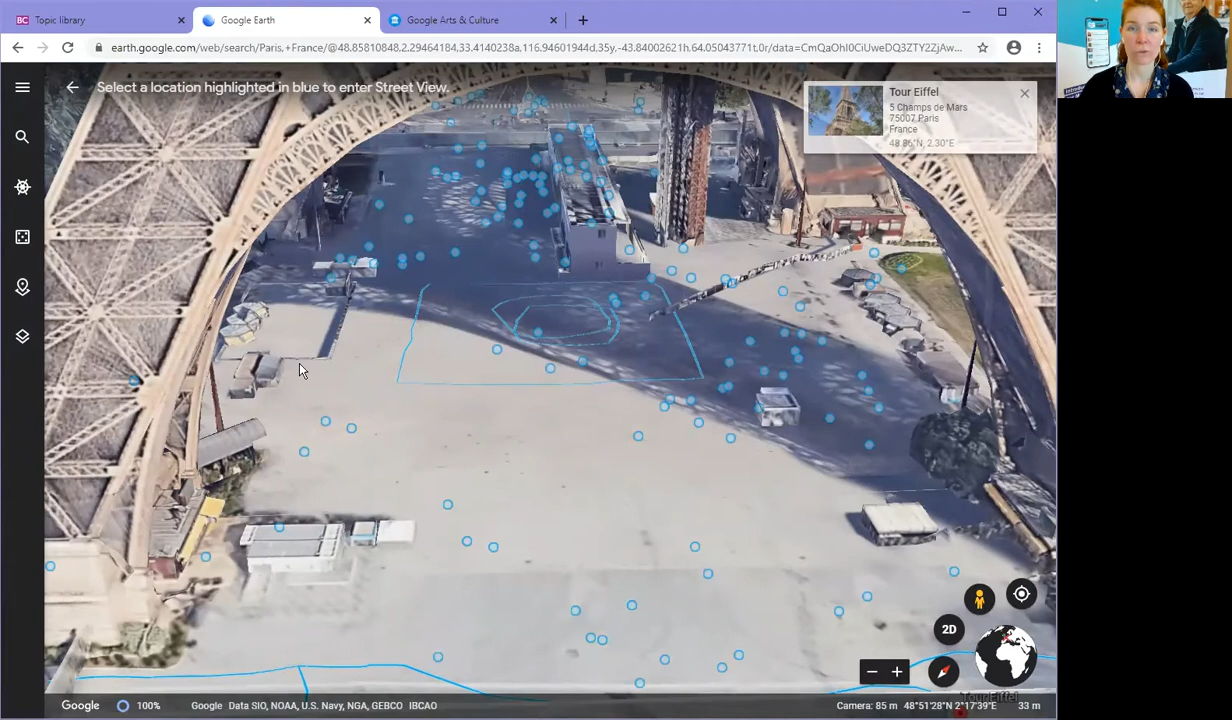 BC Topic library
Google Earth
Google Arts & Culture
earth.google.com/web/search/Paris,+France/@48.85810848,2.29464184,33.4140238a,116.94601944d,35y,-43.84002621h,64.05043771t,0r/data=CmQaOhI0CiUweDQ3ZTY2ZjAw...
Select a location highlighted in blue to enter Street View.
Tour Eiffel
5 Champs de Mars
75007 Paris
France
48.86°N, 2.30°E
2D
Tour Eiffel
Google 100% Google Data SIO, NOAA, U.S. Navy, NGA, GEBCO IBCAO Camera: 85 m 48°51'28"N 2°17'39"E 33 m